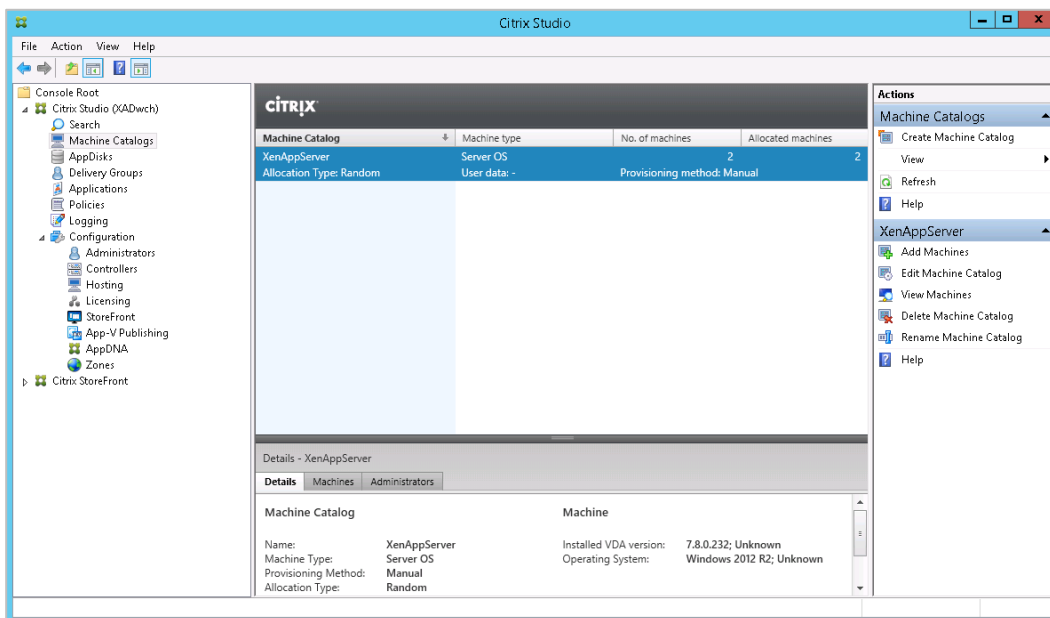 Citrix Studio
File Action View Help
Console Root
Citrix Studio (XADwch)
Search
Machine Catalogs
AppDisks
Delivery Groups
Applications
Policies
Logging
Configuration
Administrators
Controllers
Hosting
Licensing
StoreFront
App-V Publishing
AppDNA
Zones
Citrix StoreFront
CİTRIX
Machine Catalog Machine type No. of machines Allocated machines
XenAppServer Server OS 2 2
Allocation Type: Random User data: - Provisioning method: Manual
Details - XenAppServer
Details Machines Administrators
Machine Catalog Machine
Name: XenAppServer Installed VDA version: 7.8.0.232; Unknown
Machine Type: Server OS Operating System: Windows 2012 R2; Unknown
Provisioning Method: Manual
Allocation Type: Random
Actions
Machine Catalogs
Create Machine Catalog
View
Refresh
Help
XenAppServer
Add Machines
Edit Machine Catalog
View Machines
Delete Machine Catalog
Rename Machine Catalog
Help